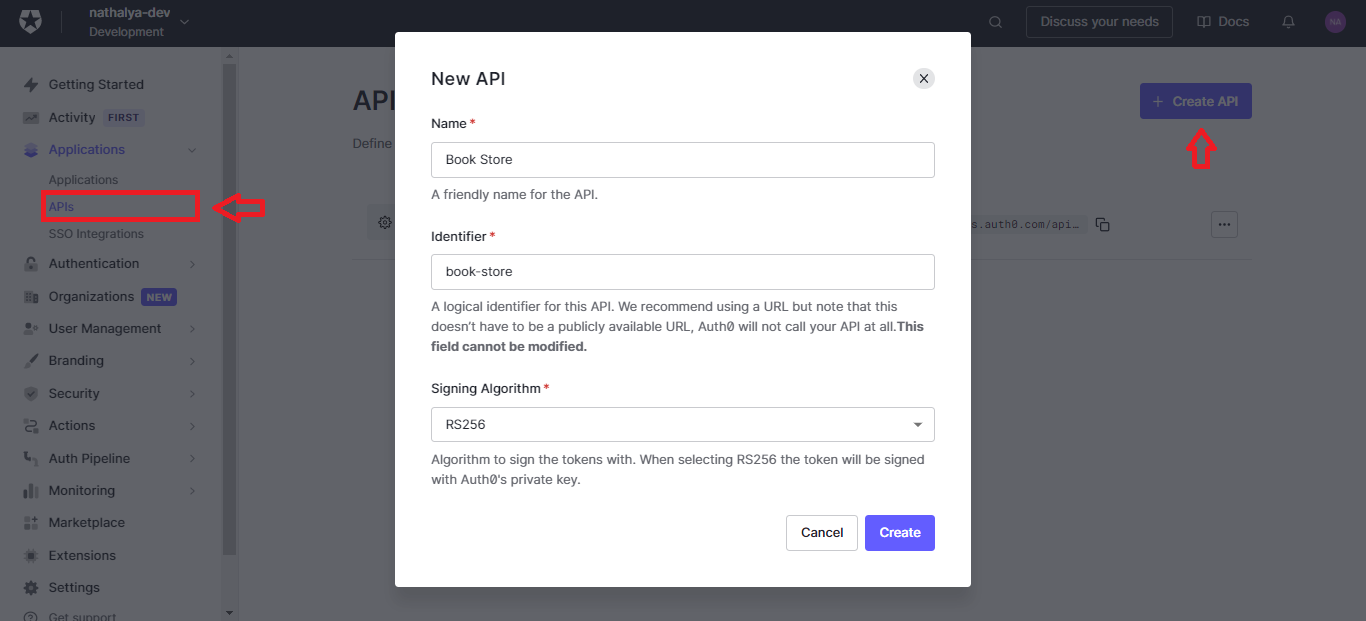 nathalya-dev
Development
Discuss your needs
Docs
NA
Getting Started
Activity FIRST
Applications
Applications
APIs
SSO Integrations
Authentication
Organizations NEW
User Management
Branding
Security
Actions
Auth Pipeline
Monitoring
Marketplace
Extensions
Settings
Get support
API
+ Create API
Define
s.auth0.com/api…
New API
Name *
Book Store
A friendly name for the API.
Identifier *
book-store
A logical identifier for this API. We recommend using a URL but note that this
doesn't have to be a publicly available URL, Auth0 will not call your API at all.This
field cannot be modified.
Signing Algorithm *
RS256
Algorithm to sign the tokens with. When selecting RS256 the token will be signed
with Auth0's private key.
Cancel
Create